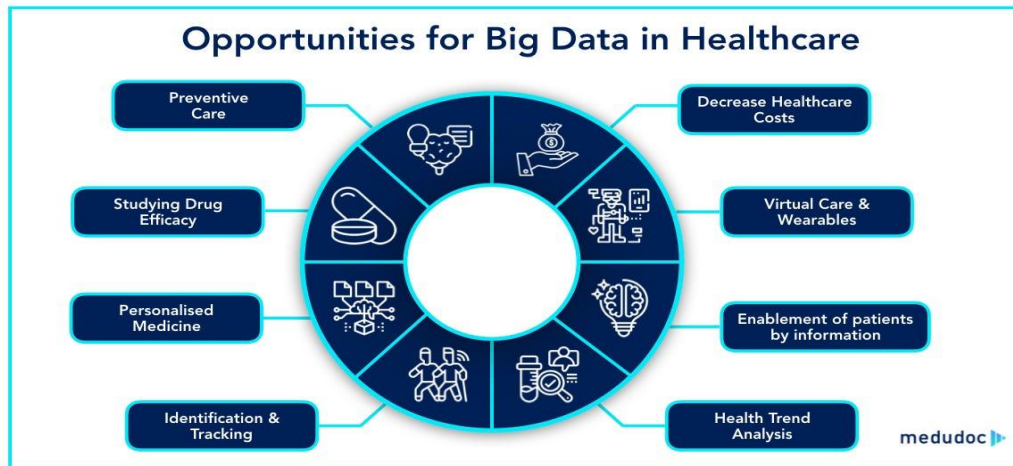 Opportunities for Big Data in Healthcare
Preventive
Care
Decrease Healthcare
Costs
Studying Drug
Efficacy
Virtual Care &
Wearables
Personalised
Medicine
Enablement of patients
by information
Identification &
Tracking
Health Trend
Analysis
medudoc